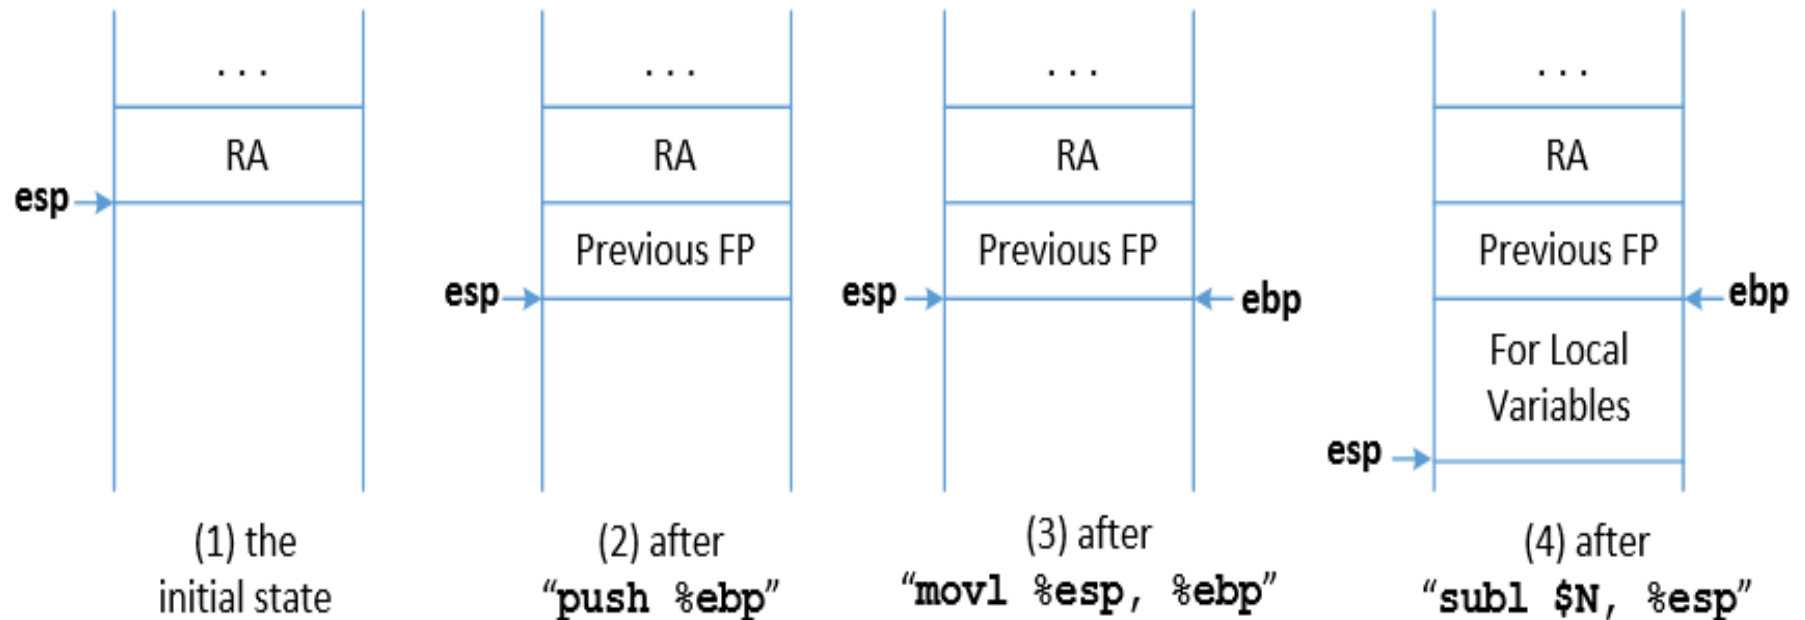 . . .
RA
esp
(1) the
initial state
. . .
RA
Previous FP
esp
(2) after
“push %ebp”
. . .
RA
Previous FP
esp
ebp
(3) after
“movl %esp, %ebp”
. . .
RA
Previous FP
ebp
For Local
Variables
esp
(4) after
“subl $N, %esp”